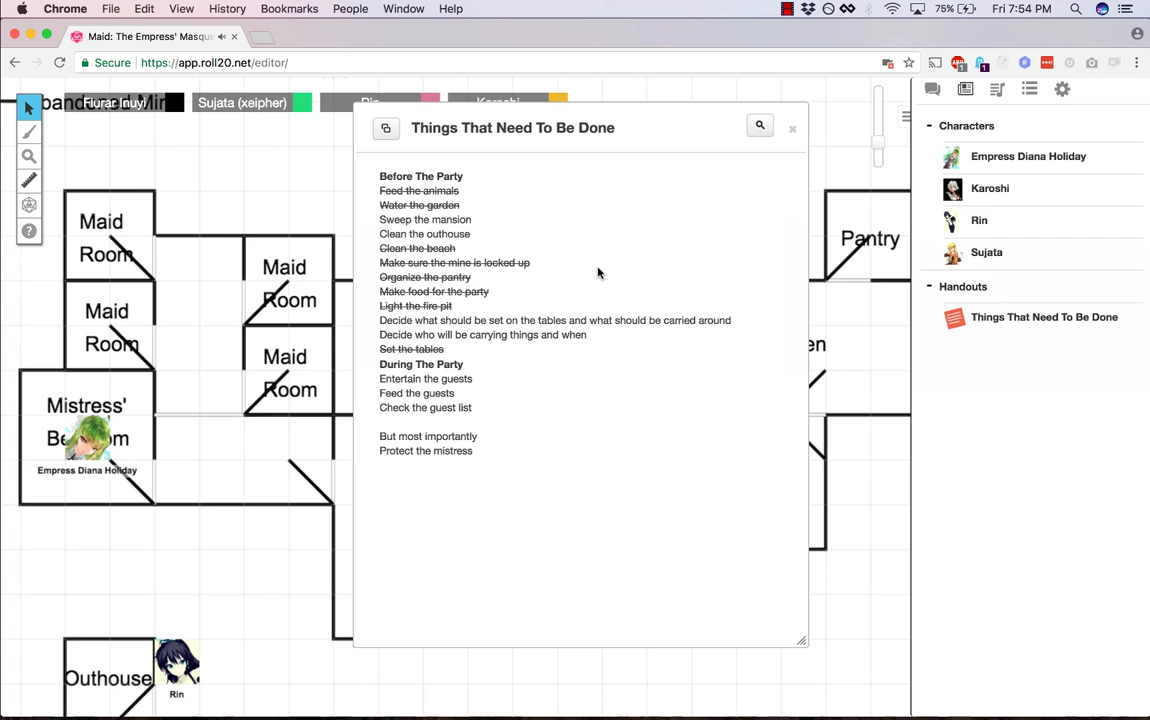 Chrome File Edit View History Bookmarks People Window Help 75% Fri 7:54 PM
Maid: The Empress' Masque
Secure https://app.roll20.net/editor/
Flurar Inuyi Sujata (xeipher) Rin Karoshi
Things That Need To Be Done
Before The Party
Feed the animals
Water the garden
Sweep the mansion
Clean the outhouse
Clean the beach
Make sure the mine is locked up
Organize the pantry
Make food for the party
Light the fire pit
Decide what should be set on the tables and what should be carried around
Decide who will be carrying things and when
Set the tables
During The Party
Entertain the guests
Feed the guests
Check the guest list
But most importantly
Protect the mistress
Maid
Room
Maid
Room
Maid
Room
Maid
Room
Mistress'
Empress Diana Holiday
Outhouse
Rin
Pantry
Characters
Empress Diana Holiday
Karoshi
Rin
Sujata
Handouts
Things That Need To Be Done